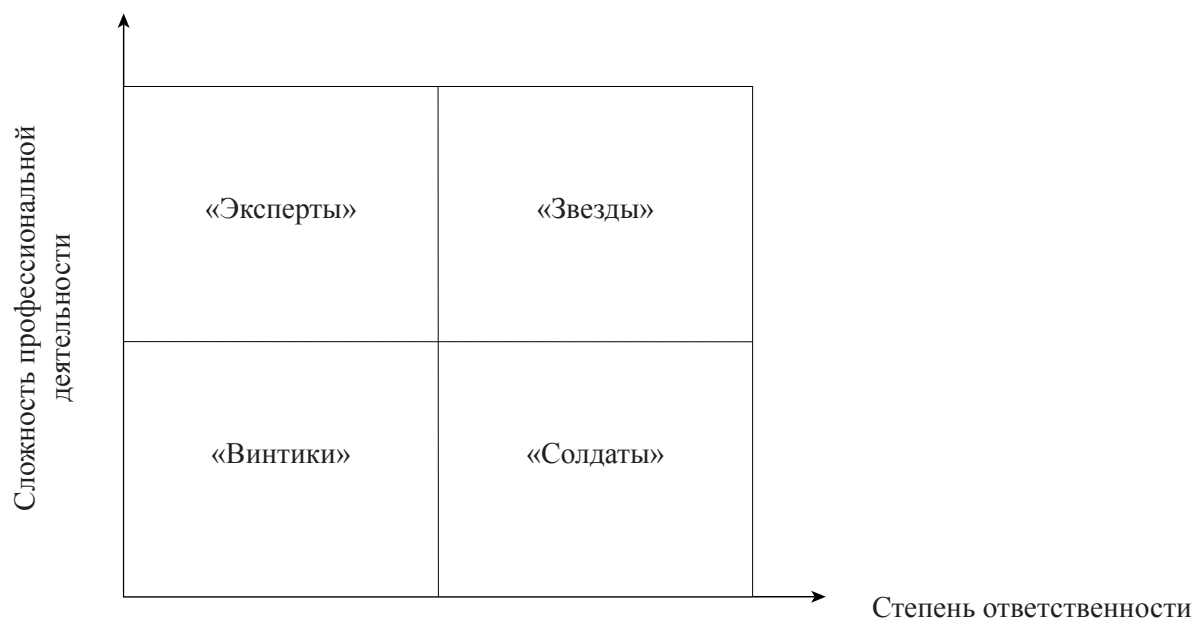 Сложность профессиональной
деятельности
«Эксперты»
«Звезды»
«Винтики»
«Солдаты»
Степень ответственности